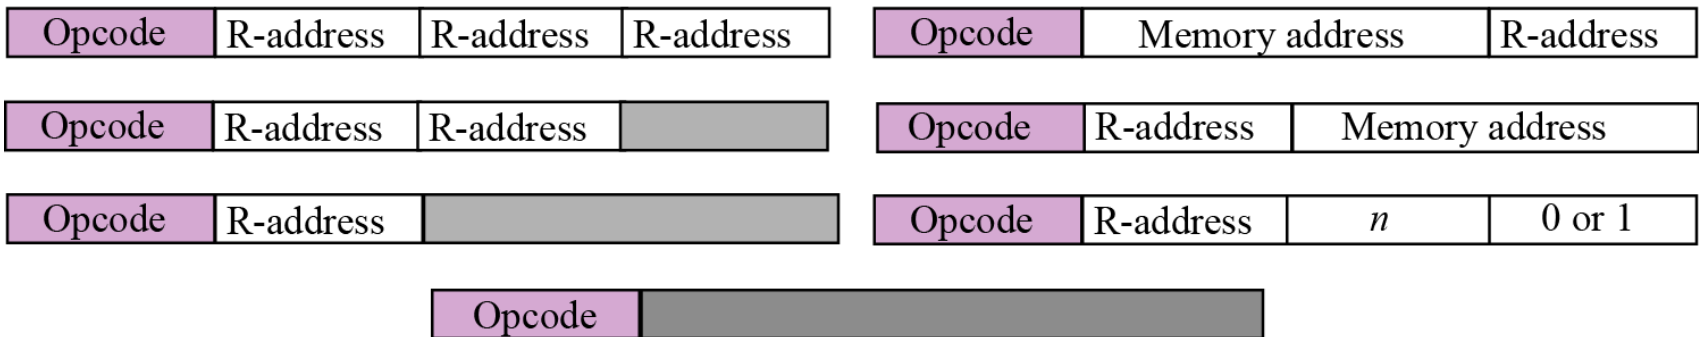 Opcode R-address R-address R-address Opcode Memory address R-address
Opcode R-address R-address Opcode R-address Memory address
Opcode R-address Opcode R-address n 0 or 1
Opcode